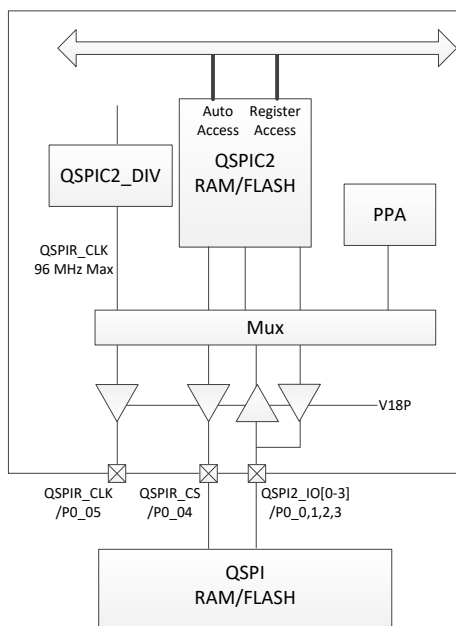 Auto
Access
Register
Access
QSPIC2
RAM/FLASH
QSPIC2_DIV
PPA
QSPIR_CLK
96 MHz Max
Mux
V18P
QSPIR_CLK
/P0_05
QSPIR_CS
/P0_04
QSPI2_IO[0-3]
/P0_0,1,2,3
QSPI
RAM/FLASH